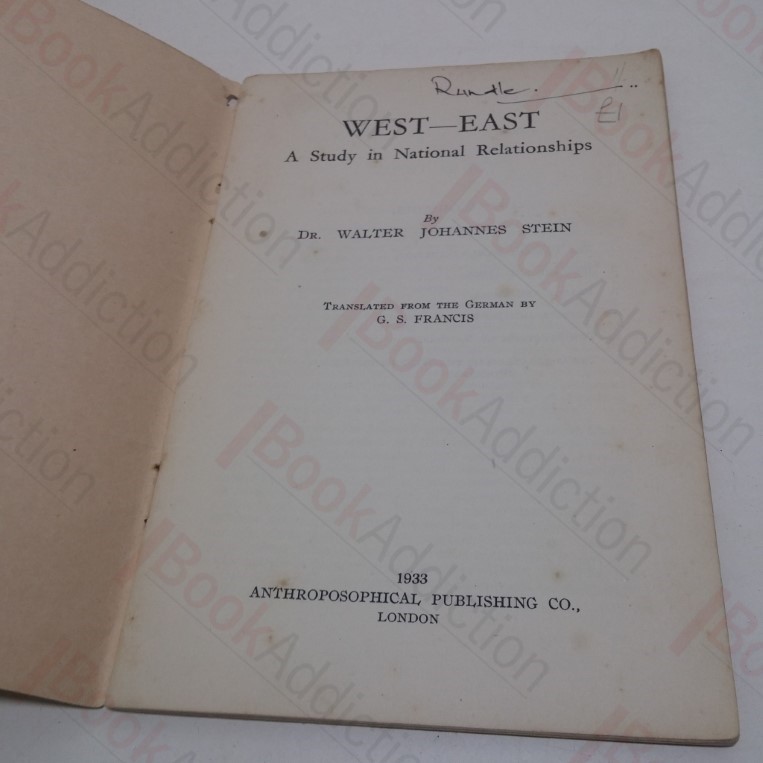 Rundle.
£1
WEST—EAST
A Study in National Relationships
By
DR. WALTER JOHANNES STEIN
TRANSLATED FROM THE GERMAN BY
G. S. FRANCIS
1933
ANTHROPOSOPHICAL PUBLISHING CO.,
LONDON
BookAddiction